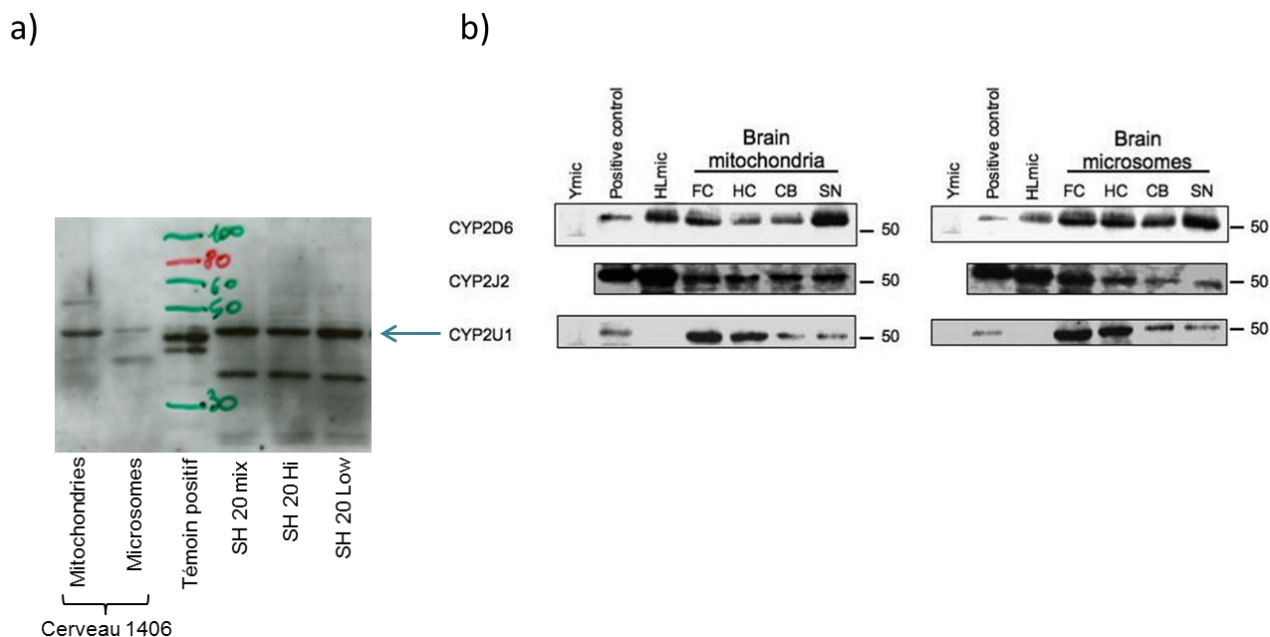 a)
100
80
60
50
30
Mitochondries
Microsomes
Témoin positif
SH 20 mix
SH 20 Hi
SH 20 Low
Cerveau 1406
b)
Ymic
Positive control
HLmic
Brain
mitochondria
FC HC CB SN
Ymic
Positive control
HLmic
Brain
microsomes
FC HC CB SN
CYP2D6 50 50
CYP2J2 50 50
CYP2U1 50 50